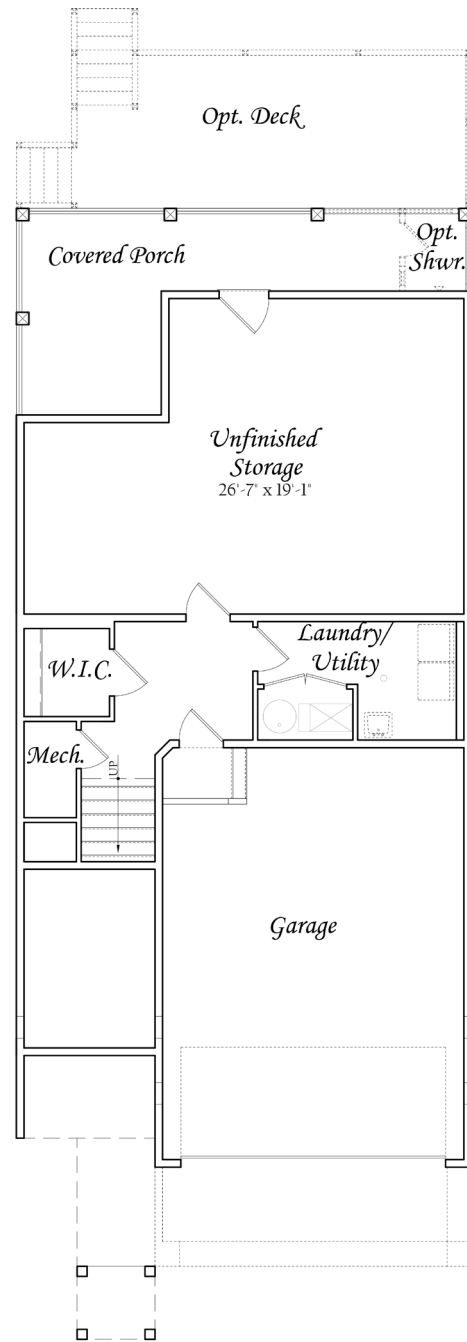 Opt. Deck
Covered Porch
Opt.
Shwr.
Unfinished
Storage
26'-7" x 19'-1"
Laundry/
Utility
W.I.C.
Mech.
UP
Garage